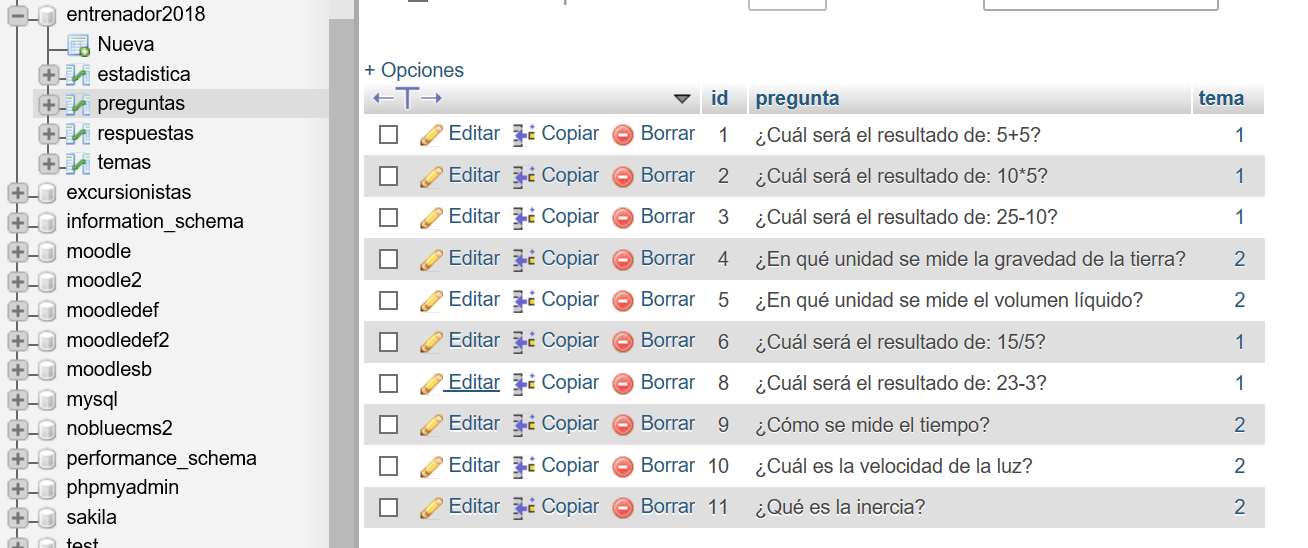 entrenador2018
Nueva
estadistica
preguntas
respuestas
temas
excursionistas
information_schema
moodle
moodle2
moodledef
moodledef2
moodlesb
mysql
nobluecms2
performance_schema
phpmyadmin
sakila
test
+ Opciones
←T→ id pregunta tema
Editar Copiar Borrar 1 ¿Cuál será el resultado de: 5+5? 1
Editar Copiar Borrar 2 ¿Cuál será el resultado de: 10*5? 1
Editar Copiar Borrar 3 ¿Cuál será el resultado de: 25-10? 1
Editar Copiar Borrar 4 ¿En qué unidad se mide la gravedad de la tierra? 2
Editar Copiar Borrar 5 ¿En qué unidad se mide el volumen líquido? 2
Editar Copiar Borrar 6 ¿Cuál será el resultado de: 15/5? 1
Editar Copiar Borrar 8 ¿Cuál será el resultado de: 23-3? 1
Editar Copiar Borrar 9 ¿Cómo se mide el tiempo? 2
Editar Copiar Borrar 10 ¿Cuál es la velocidad de la luz? 2
Editar Copiar Borrar 11 ¿Qué es la inercia? 2